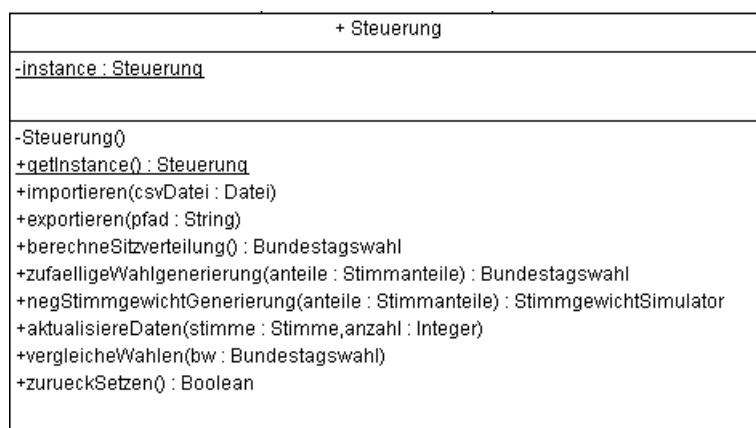 + Steuerung
-instance : Steuerung
-Steuerung()
+getInstance() : Steuerung
+importieren(csvDatei : Datei)
+exportieren(pfad : String)
+berechneSitzverteilung() : Bundestagswahl
+zufaelligeWahlgenerierung(anteile : Stimmanteile) : Bundestagswahl
+negStimmgewichtGenerierung(anteile : Stimmanteile) : StimmgewichtSimulator
+aktualisiereDaten(stimme : Stimme,anzahl : Integer)
+vergleicheWahlen(bw : Bundestagswahl)
+zurueckSetzen() : Boolean